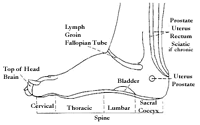 Lymph
Groin
Fallopian Tube
Prostate
Uterus
Rectum
Sciatic
if chronic
Top of Head
Brain
Bladder
Uterus
Prostate
Cervical
Thoracic
Lumbar
Sacral
Coccyx
Spine